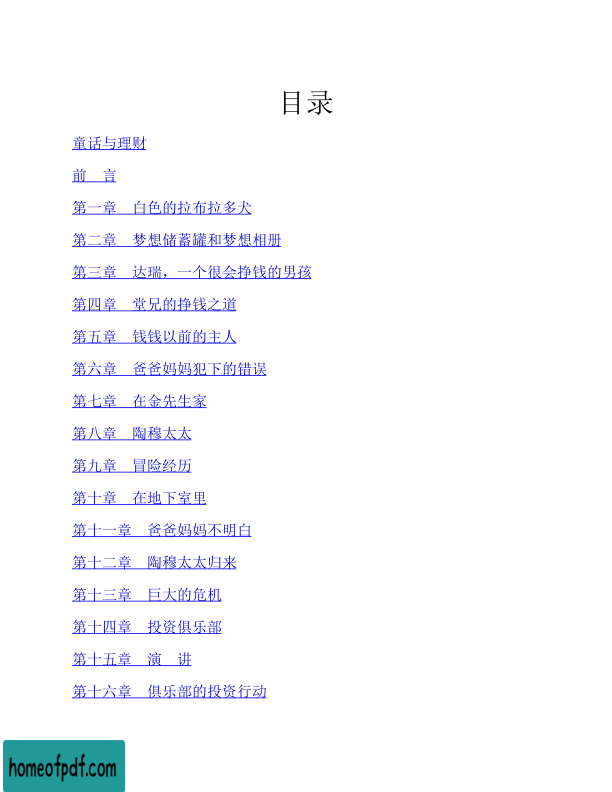 目录
童话与理财
前　言
第一章　白色的拉布拉多犬
第二章　梦想储蓄罐和梦想相册
第三章　达瑞，一个很会挣钱的男孩
第四章　堂兄的挣钱之道
第五章　钱钱以前的主人
第六章　爸爸妈妈犯下的错误
第七章　在金先生家
第八章　陶穆太太
第九章　冒险经历
第十章　在地下室里
第十一章　爸爸妈妈不明白
第十二章　陶穆太太归来
第十三章　巨大的危机
第十四章　投资俱乐部
第十五章　演　讲
第十六章　俱乐部的投资行动
homeofpdf.com